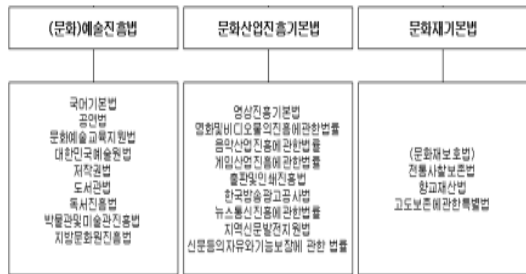 (문화)예술진흥법
국어기본법
공연법
문화예술교육지원법
대한민국예술원법
저작권법
도서관법
독서진흥법
박물관및미술관진흥법
지방문화원진흥법
문화산업진흥기본법
영상진흥기본법
영화및비디오물의진흥에관한법률
음악산업진흥에관한법률
게임산업진흥에관한법률
출판및인쇄진흥법
한국방송광고공사법
뉴스통신진흥에관한법률
지역신문발전지원법
신문등의자유와기능보장에 관한 법률
문화재기본법
(문화재보호법)
전통사찰보존법
향교재산법
고도보존에관한특별법